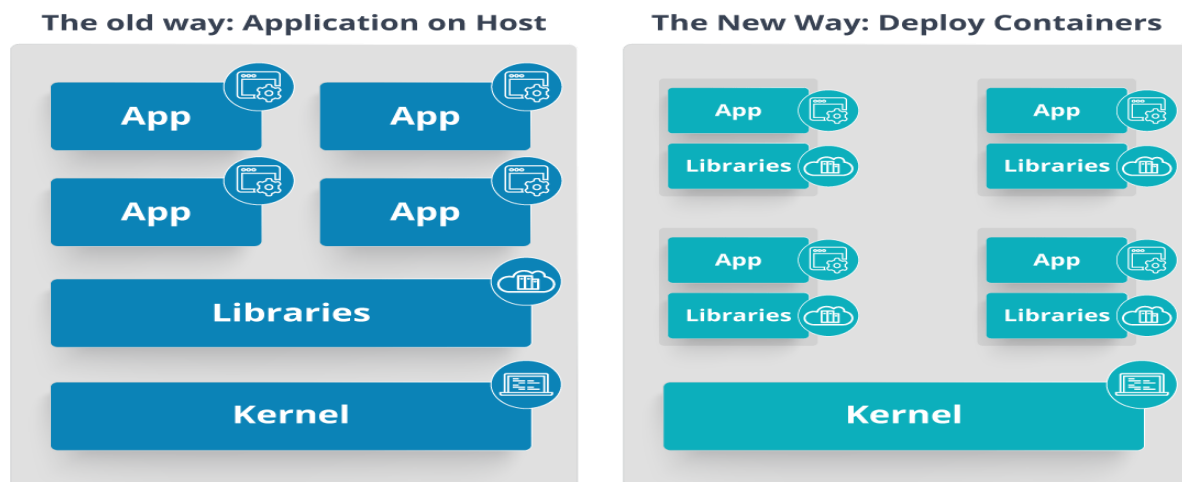 The old way: Application on Host
App
App
App
App
Libraries
Kernel
The New Way: Deploy Containers
App
Libraries
App
Libraries
App
Libraries
App
Libraries
Kernel